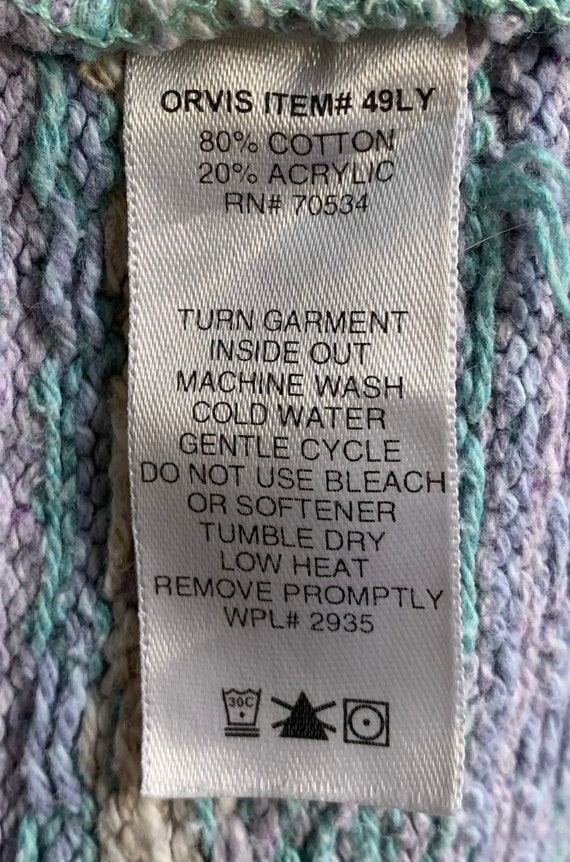 ORVIS ITEM# 49LY
80% COTTON
20% ACRYLIC
RN# 70534
TURN GARMENT
INSIDE OUT
MACHINE WASH
COLD WATER
GENTLE CYCLE
DO NOT USE BLEACH
OR SOFTENER
TUMBLE DRY
LOW HEAT
REMOVE PROMPTLY
WPL# 2935
30C